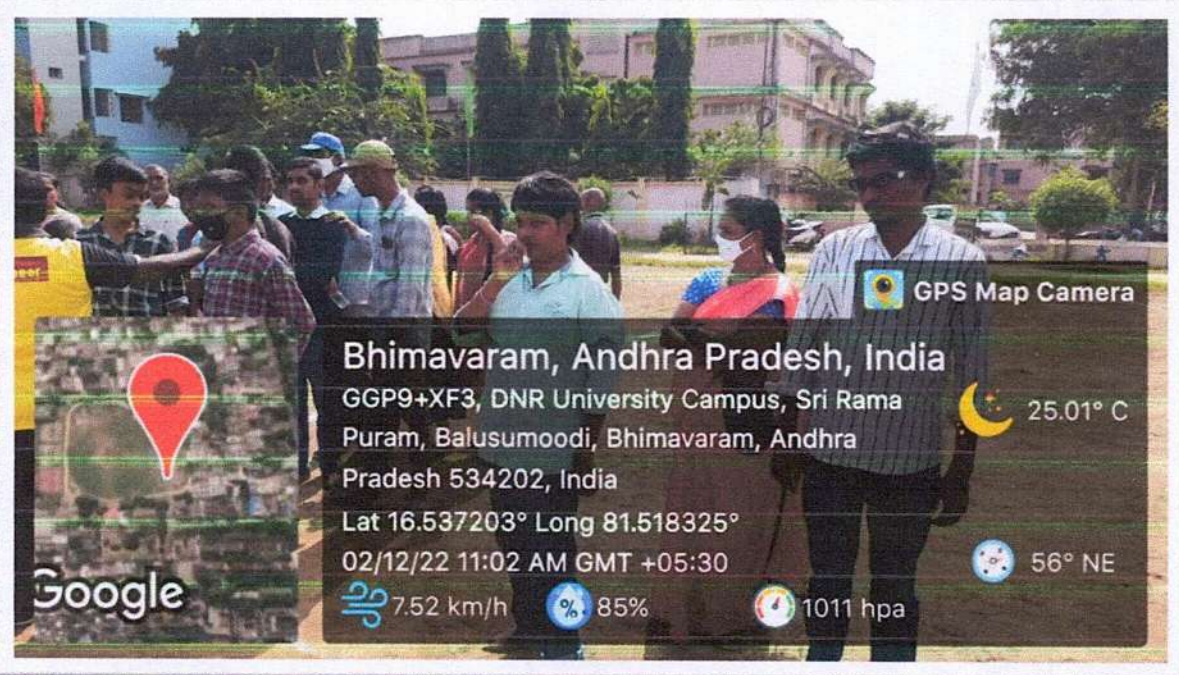 GPS Map Camera
Bhimavaram, Andhra Pradesh, India
GGP9+XF3, DNR University Campus, Sri Rama
Puram, Balusumoodi, Bhimavaram, Andhra
Pradesh 534202, India
Lat 16.537203° Long 81.518325°
02/12/22 11:02 AM GMT +05:30
25.01° C
56° NE
7.52 km/h
85%
1011 hpa
Google